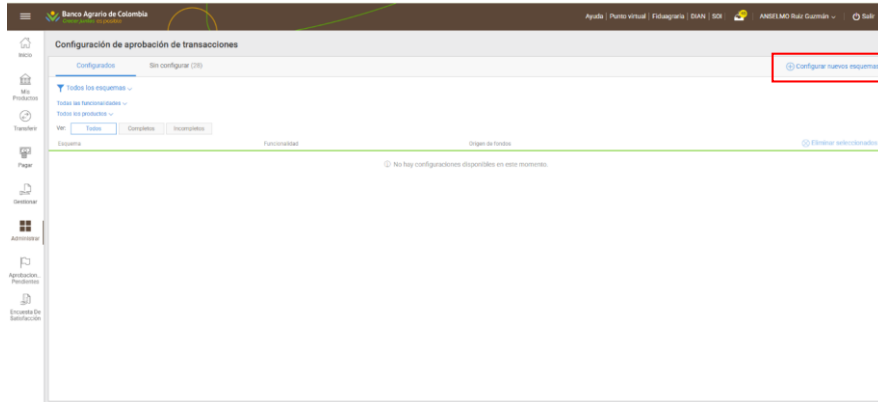 Banco Agrario de Colombia
Ayuda | Punto virtual | Fiduagraria | DIAN | SOI | ANSELMO Ruiz Guzmán Salir
Configuración de aprobación de transacciones
INICIO
Configurados Sin configurar (28) Configurar nuevos esquemas
Mis Productos
Todos los esquemas
Todas las funcionalidades
Todos los productos
Transferir
Ver: Todos Completos Incompletos
Esquema Funcionalidad Origen de fondos Eliminar seleccionados
Pagar
No hay configuraciones disponibles en este momento.
Gestionar
Administrar
Aprobacion... Pendientes
Encuesta De Satisfacción